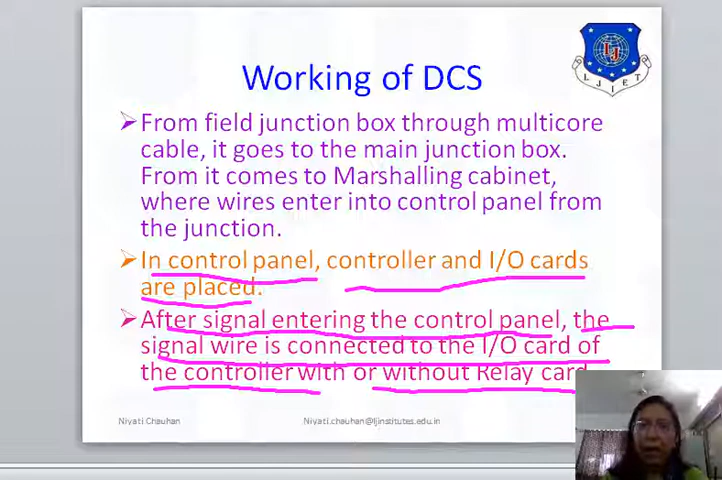 LJ
LJIET
Working of DCS
➢From field junction box through multicore
cable, it goes to the main junction box.
From it comes to Marshalling cabinet,
where wires enter into control panel from
the junction.
➢In control panel, controller and I/O cards
are placed.
➢After signal entering the control panel, the
signal wire is connected to the I/O card of
the controller with or without Relay card
Niyati Chauhan
Niyati.chauhan@ljinstitutes.edu.in